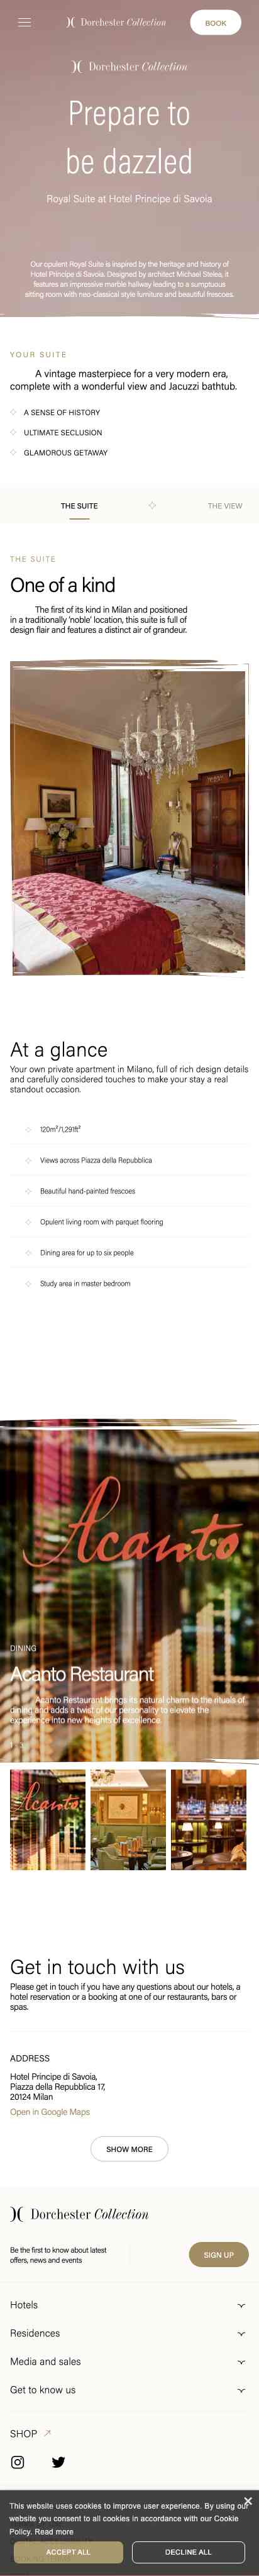 Dorchester Collection
BOOK
Dorchester Collection
Prepare to
be dazzled
Royal Suite at Hotel Principe di Savoia
Our opulent Royal Suite is inspired by the heritage and history of
Hotel Principe di Savoia. Designed by architect Michael Stelea, it
features an impressive marble hallway leading to a sumptuous
sitting room with neo-classical style furniture and beautiful frescoes.
YOUR SUITE
A vintage masterpiece for a very modern era,
complete with a wonderful view and Jacuzzi bathtub.
A SENSE OF HISTORY
ULTIMATE SECLUSION
GLAMOROUS GETAWAY
THE SUITE
THE VIEW
THE SUITE
One of a kind
The first of its kind in Milan and positioned
in a traditionally ‘noble’ location, this suite is full of
design flair and features a distinct air of grandeur.
At a glance
Your own private apartment in Milano, full of rich design details
and carefully considered touches to make your stay a real
standout occasion.
120m²/1,291ft²
Views across Piazza della Repubblica
Beautiful hand-painted frescoes
Opulent living room with parquet flooring
Dining area for up to six people
Study area in master bedroom
Acanto
DINING
Acanto Restaurant
Acanto Restaurant brings its natural charm to the rituals of
dining and adds a twist of our personality to elevate the
experience into new heights of excellence.
Acanto
Get in touch with us
Please get in touch if you have any questions about our hotels, a
hotel reservation or a booking at one of our restaurants, bars or
spas.
ADDRESS
Hotel Principe di Savoia,
Piazza della Repubblica 17,
20124 Milan
Open in Google Maps
SHOW MORE
Dorchester Collection
Be the first to know about latest
offers, news and events
SIGN UP
Hotels
Residences
Media and sales
Get to know us
SHOP
This website uses cookies to improve user experience. By using our
website you consent to all cookies in accordance with our Cookie
Policy. Read more
ACCEPT ALL
DECLINE ALL